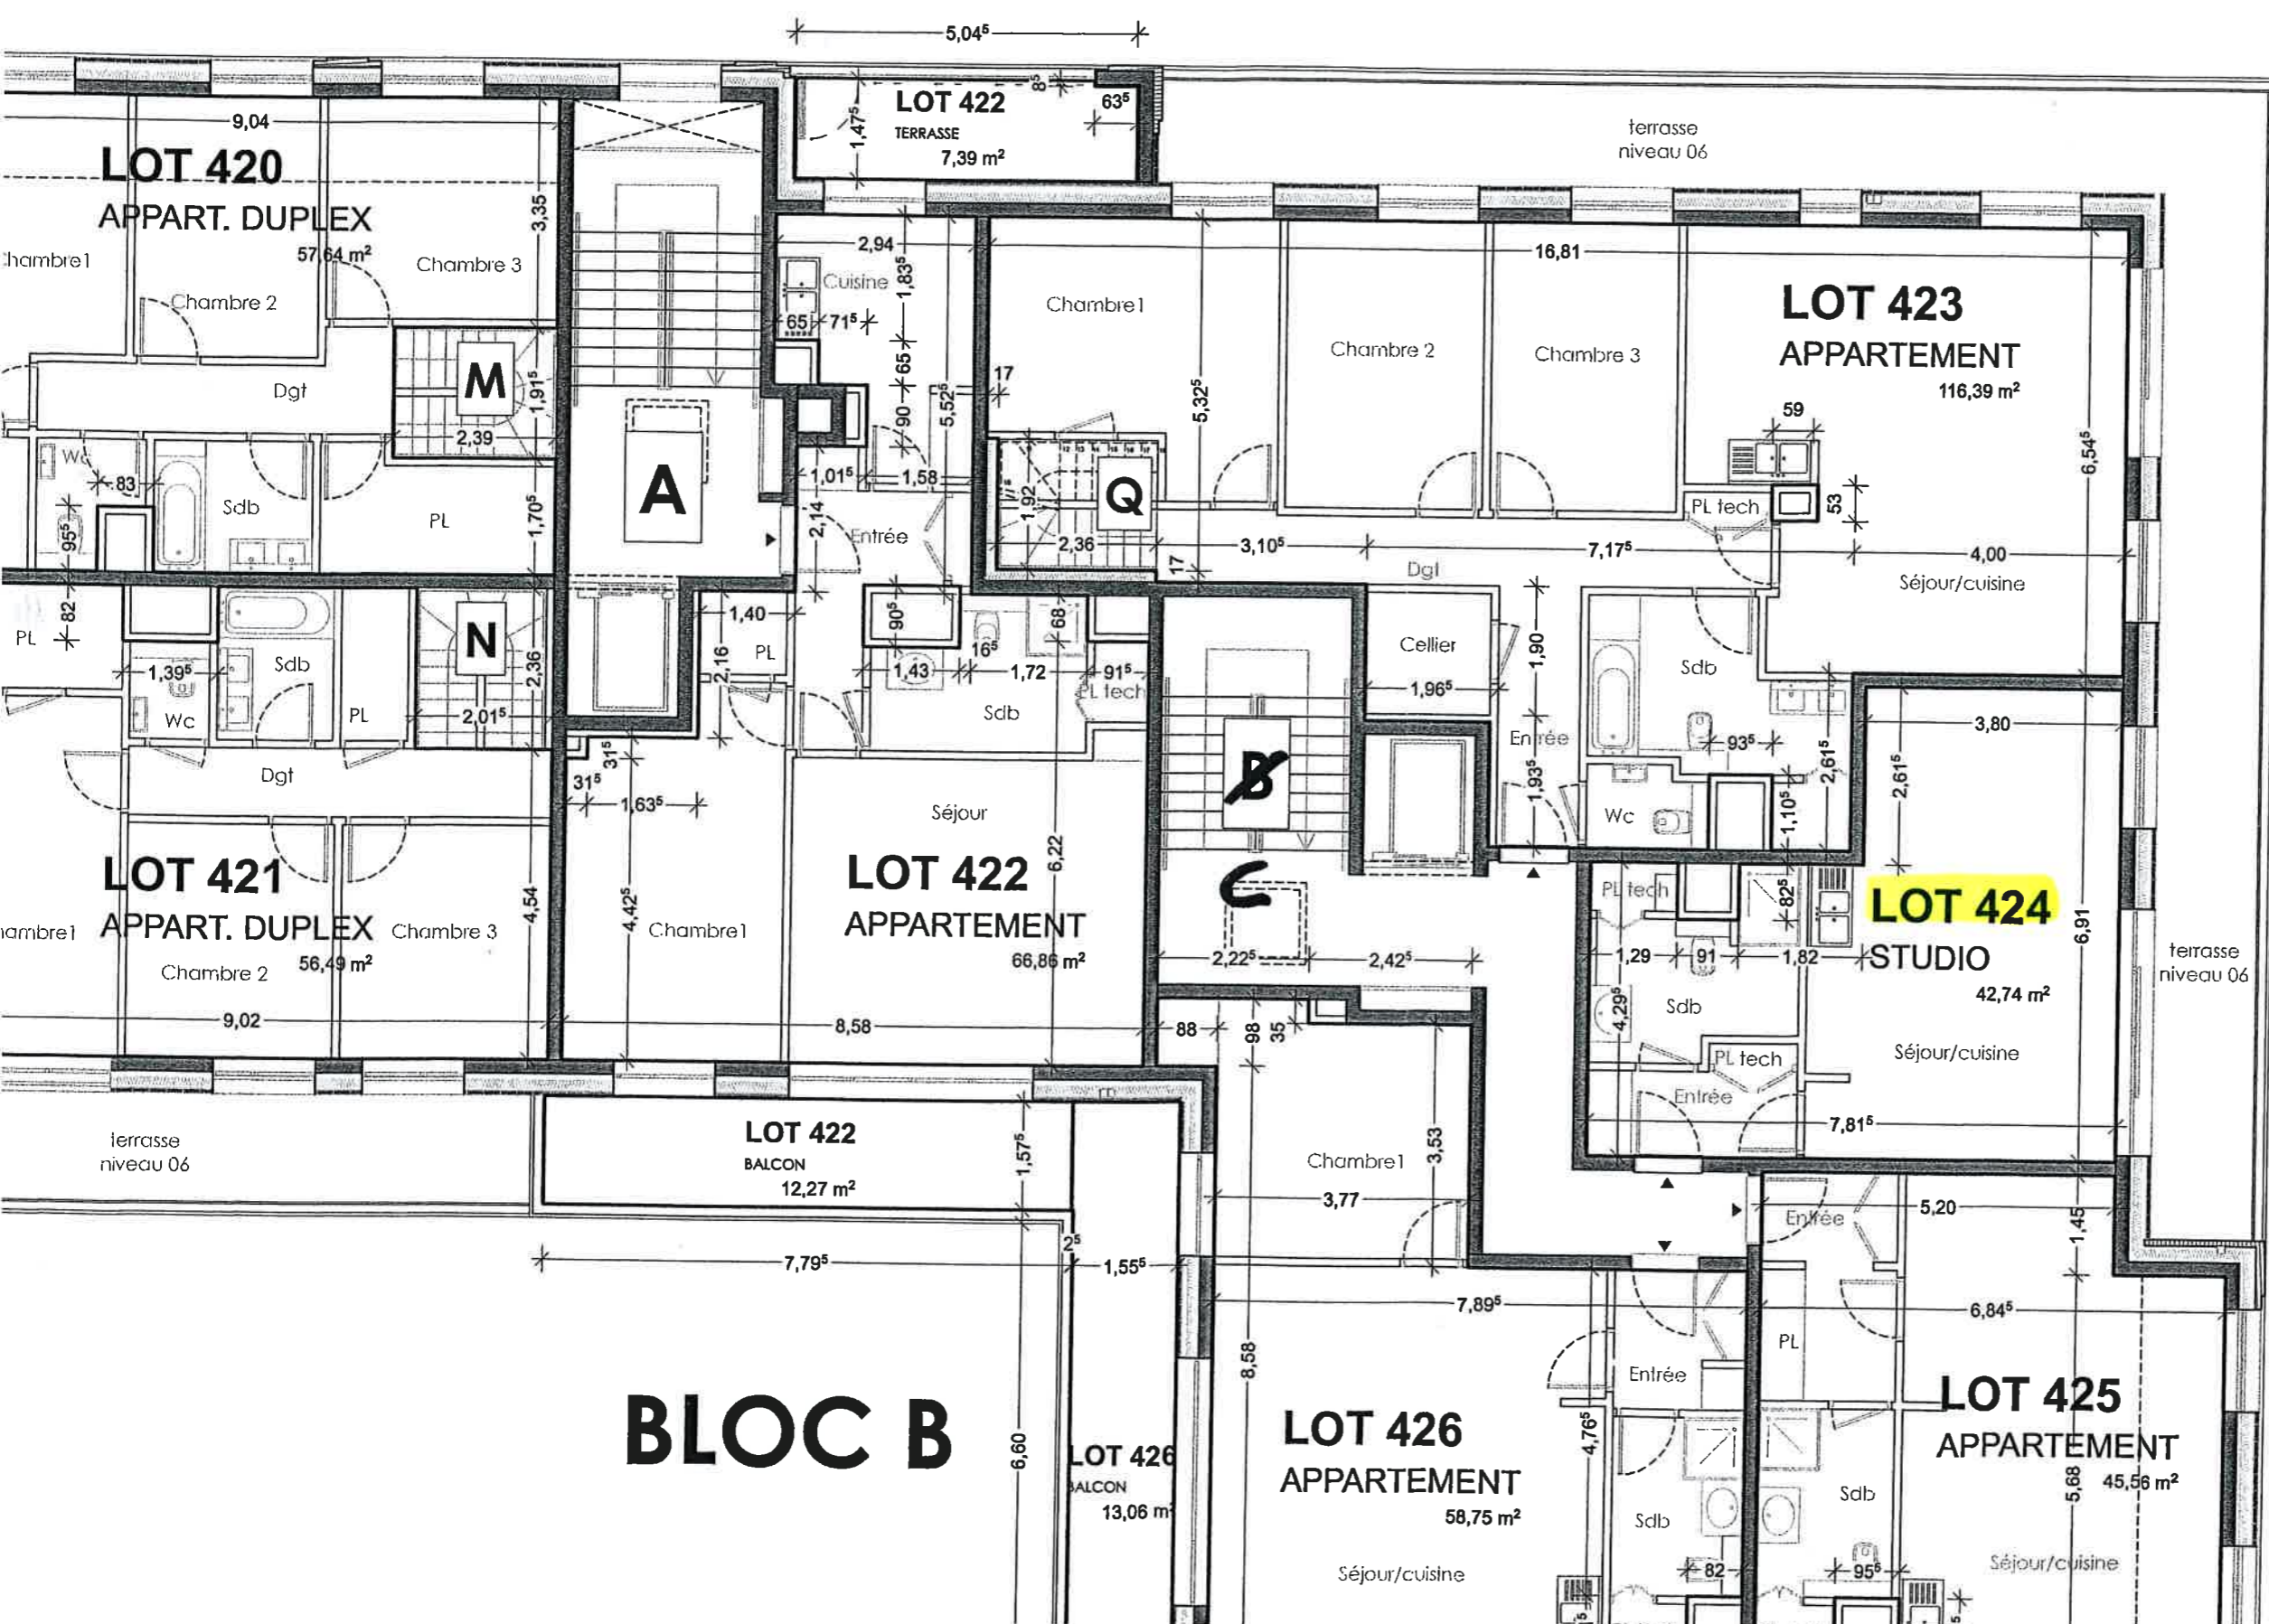 5,04⁵
LOT 422
TERRASSE
7,39 m²
1,47⁵
8⁵
63⁵
terrasse
niveau 06
9,04
LOT 420
APPART. DUPLEX
57,64 m²
Chambre 2
Chambre 3
3,35
Dgt
M
1,91⁵
2,39
Wc
83
95⁵
Sdb
PL
1,70⁵
A
2,94
Cuisine
1,83⁵
65
71⁵
65
90
5,52⁵
1,01⁵
1,58
2,14
Entrée
17
Chambre1
5,32⁵
16,81
Chambre 2
Chambre 3
LOT 423
APPARTEMENT
116,39 m²
59
6,54⁵
Q
1,92
2,36
17
3,10⁵
7,17⁵
4,00
PL tech
53
Dgt
Séjour/cuisine
82
PL
1,39⁵
Wc
Sdb
PL
N
2,36
2,01⁵
Dgt
1,40
2,16
PL
90⁵
16⁵
68
1,43
1,72
91⁵
PL tech
Sdb
Cellier
1,96⁵
1,90
Entrée
1,93⁵
Sdb
93⁵
2,61⁵
1,10⁵
Wc
3,80
2,61⁵
31⁵
31⁵
1,63⁵
B
C
2,22⁵
2,42⁵
LOT 421
APPART. DUPLEX
56,49 m²
Chambre 2
Chambre 3
4,54
9,02
4,42⁵
Chambre1
Séjour
6,22
LOT 422
APPARTEMENT
66,86 m²
8,58
PL tech
82⁵
1,29
91
1,82
4,29⁵
Sdb
PL tech
Entrée
LOT 424
STUDIO
42,74 m²
6,91
Séjour/cuisine
7,81⁵
terrasse
niveau 06
88
98
35
Chambre1
3,53
3,77
terrasse
niveau 06
LOT 422
BALCON
12,27 m²
1,57⁵
2⁵
7,79⁵
1,55⁵
BLOC B
6,60
LOT 426
BALCON
13,06 m²
7,89⁵
8,58
LOT 426
APPARTEMENT
58,75 m²
Séjour/cuisine
4,76⁵
Entrée
Sdb
82
Entrée
5,20
1,45
6,84⁵
PL
LOT 425
APPARTEMENT
45,56 m²
5,68
Sdb
95⁵
Séjour/cuisine